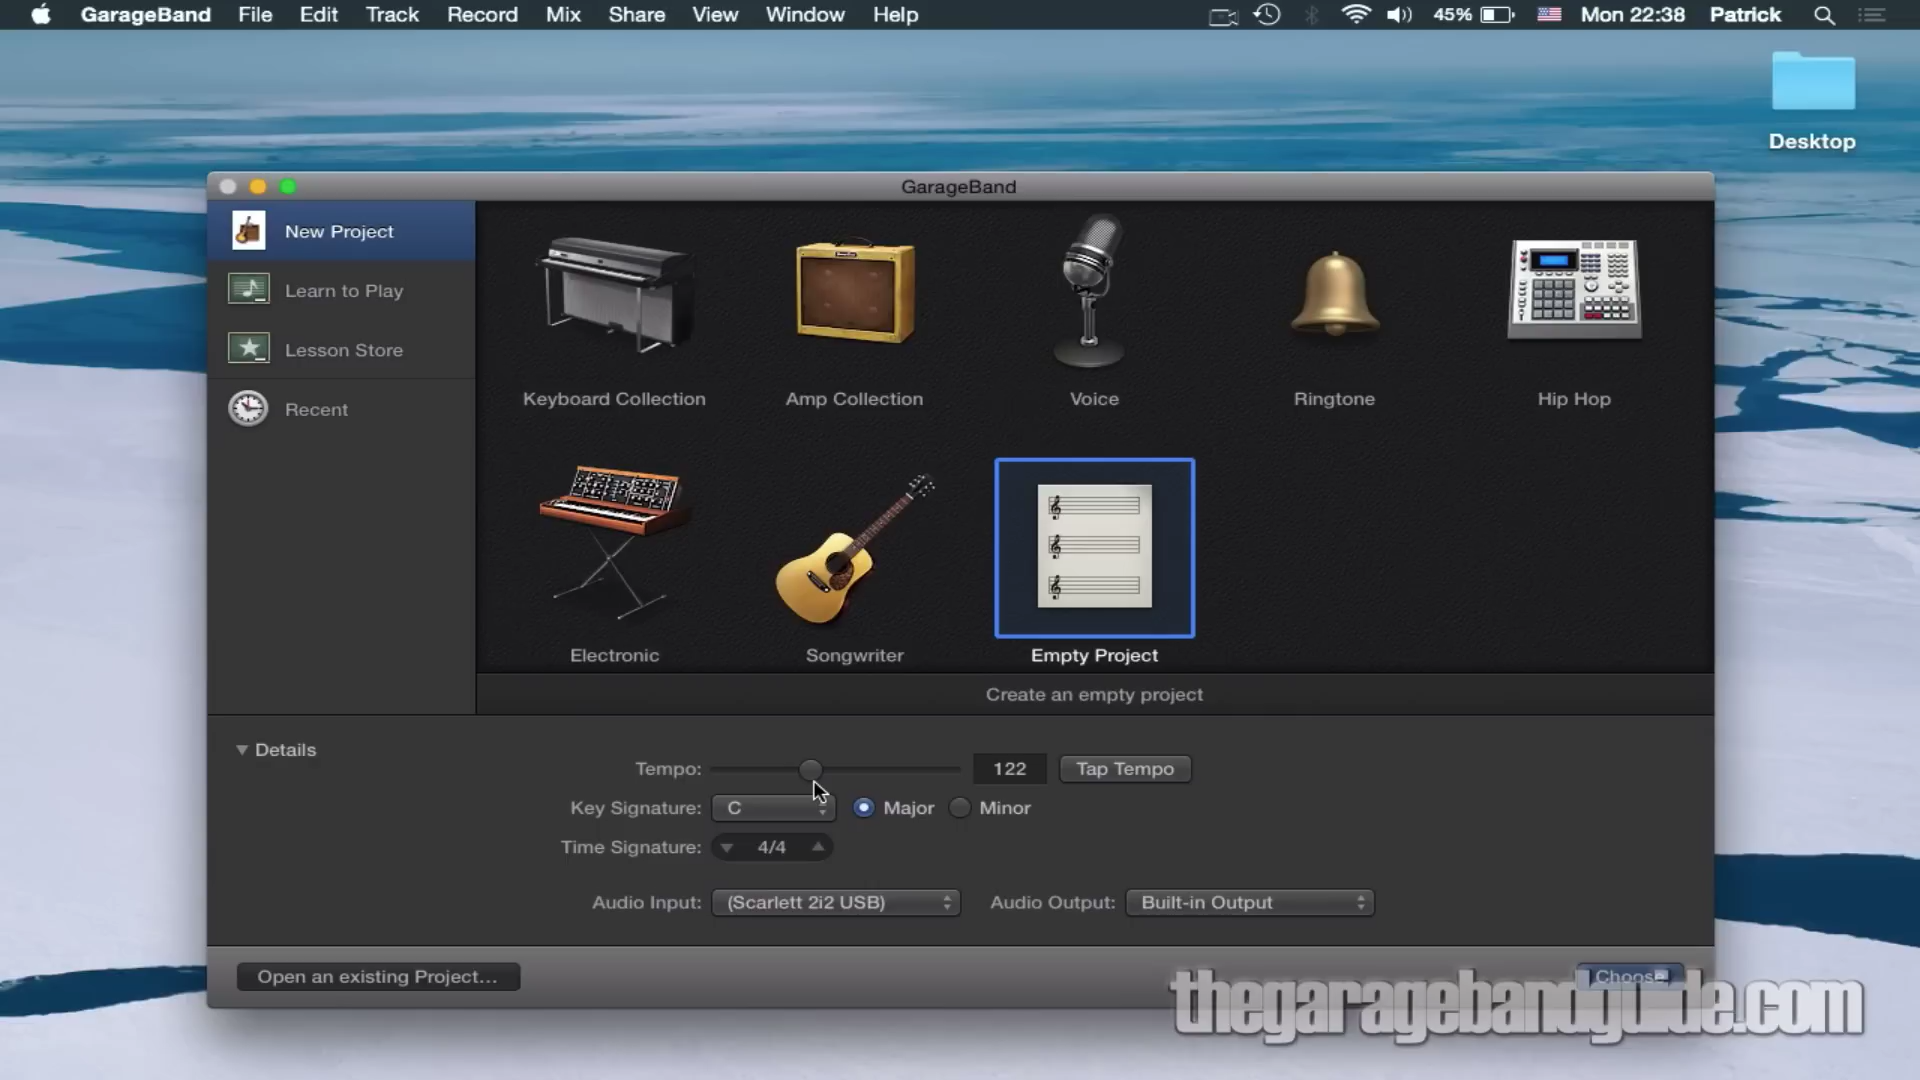 GarageBand File Edit Track Record Mix Share View Window Help 45% Mon 22:38 Patrick
Desktop
GarageBand
New Project
Learn to Play
Lesson Store
Recent
Keyboard Collection Amp Collection Voice Ringtone Hip Hop
Electronic Songwriter Empty Project
Create an empty project
Details
Tempo: 122 Tap Tempo
Key Signature: C Major Minor
Time Signature: 4/4
Audio Input: (Scarlett 2i2 USB) Audio Output: Built-in Output
Open an existing Project... Choose
thegaragebandguide.com